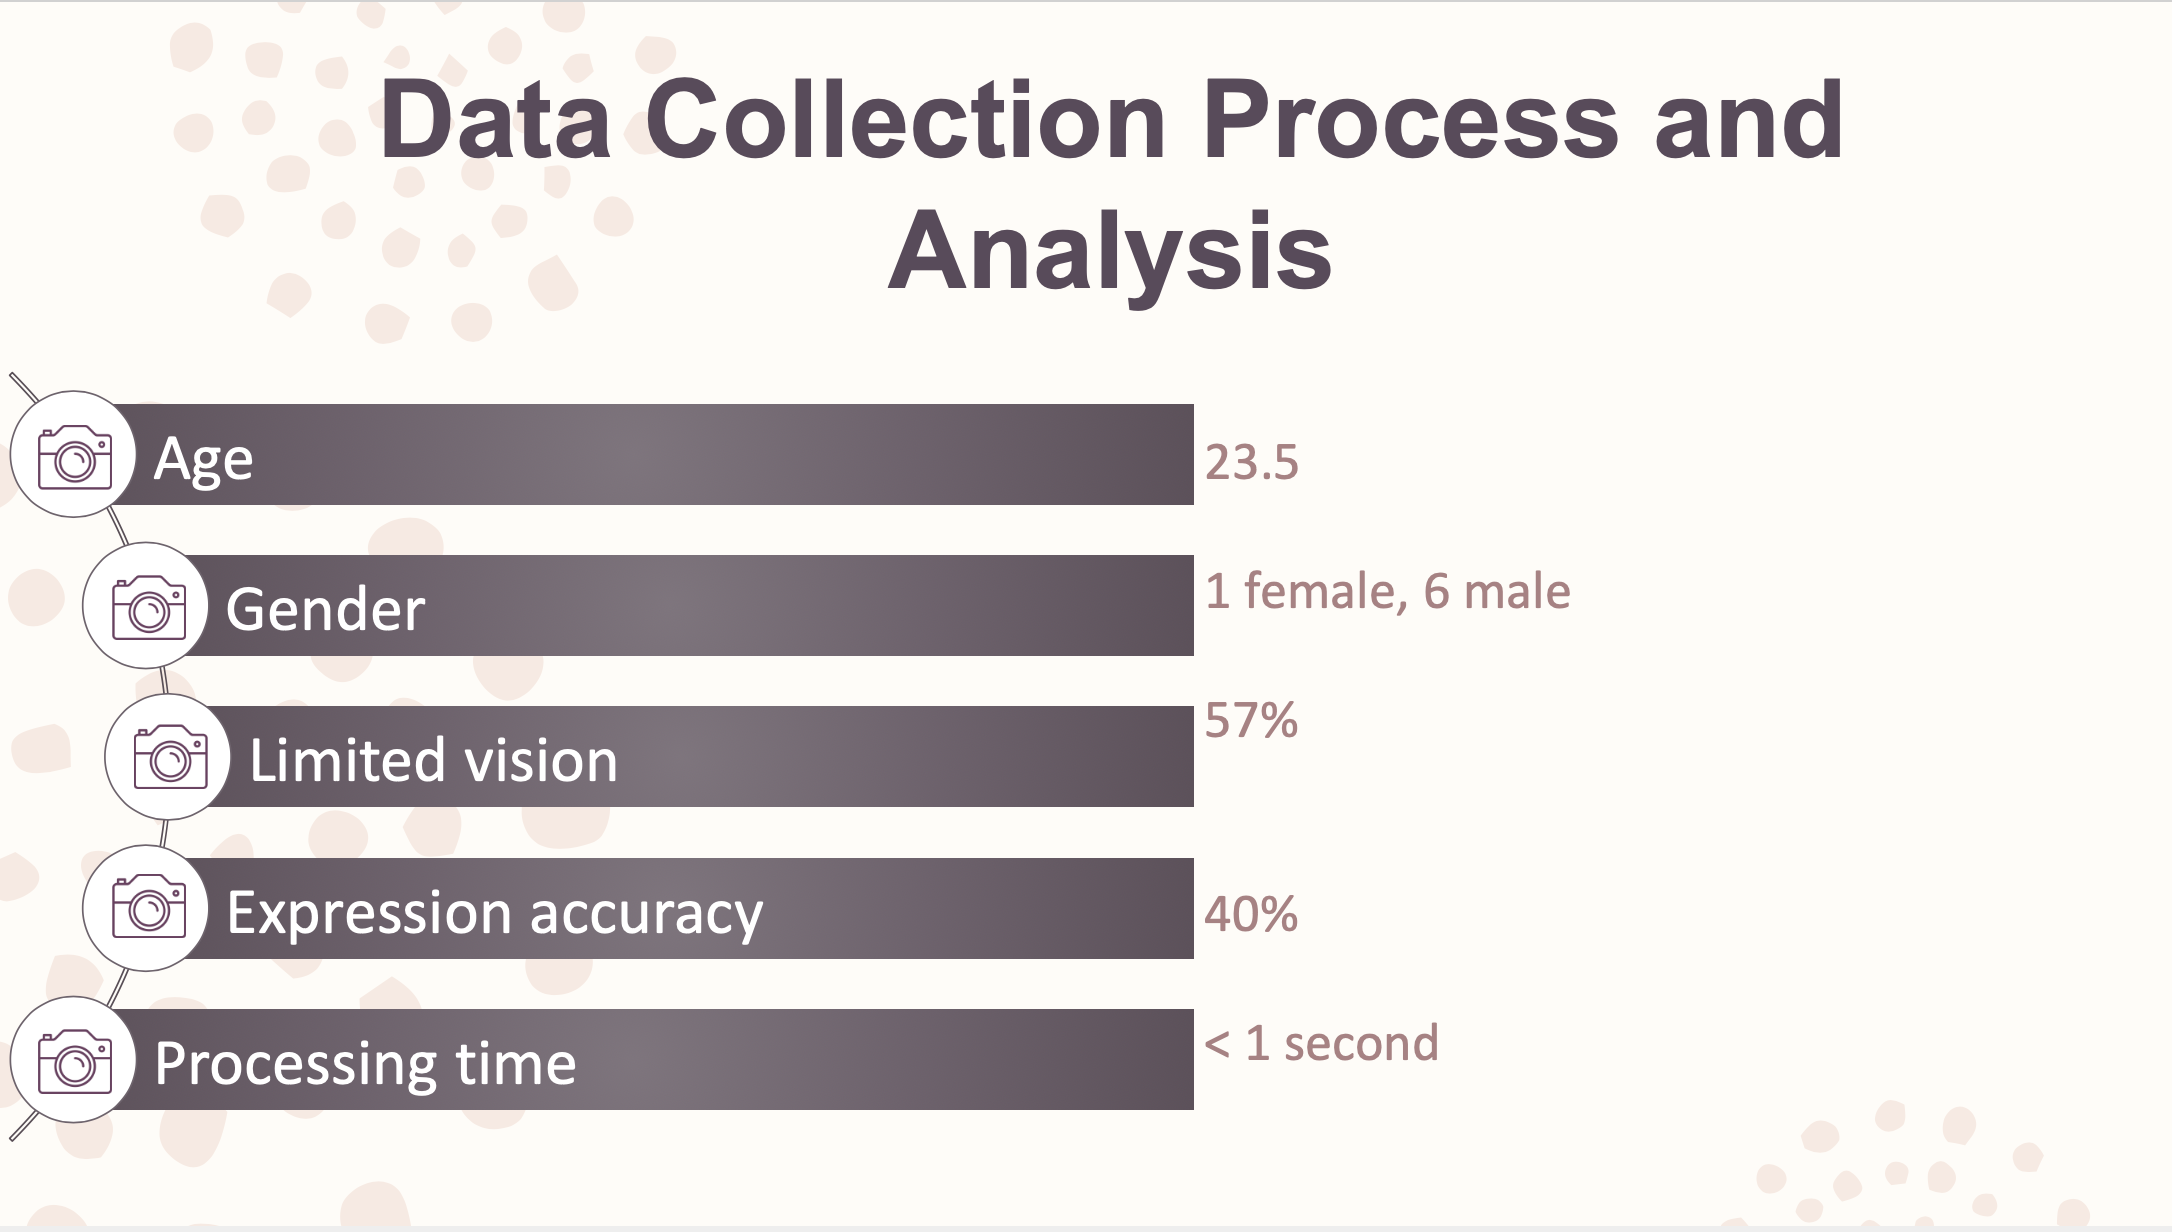 Data Collection Process and
Analysis
Age
23.5
Gender
1 female, 6 male
Limited vision
57%
Expression accuracy
40%
Processing time
< 1 second